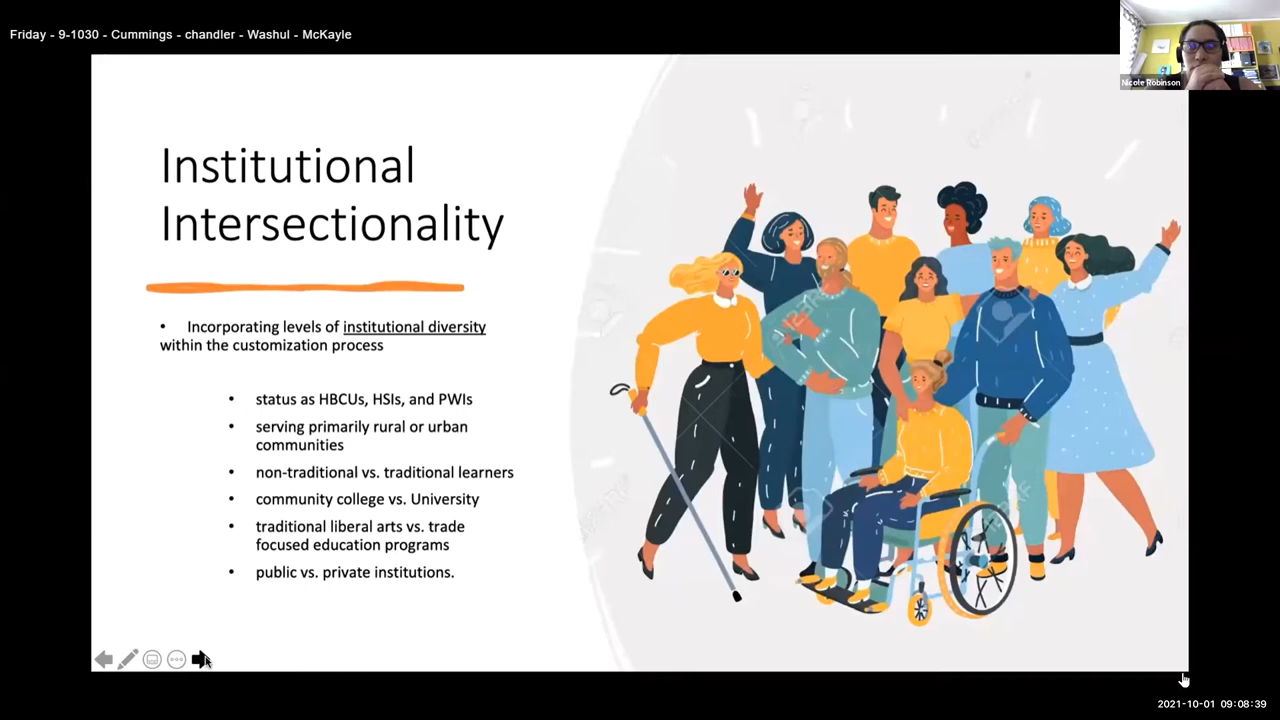 Friday - 9-1030 - Cummings - chandler - Washul - McKayle
Nicole Robinson
Institutional
Intersectionality
• Incorporating levels of institutional diversity
within the customization process
• status as HBCUs, HSIs, and PWIs
• serving primarily rural or urban
communities
• non-traditional vs. traditional learners
• community college vs. University
• traditional liberal arts vs. trade
focused education programs
• public vs. private institutions.
123RF
2021-10-01 09:08:39